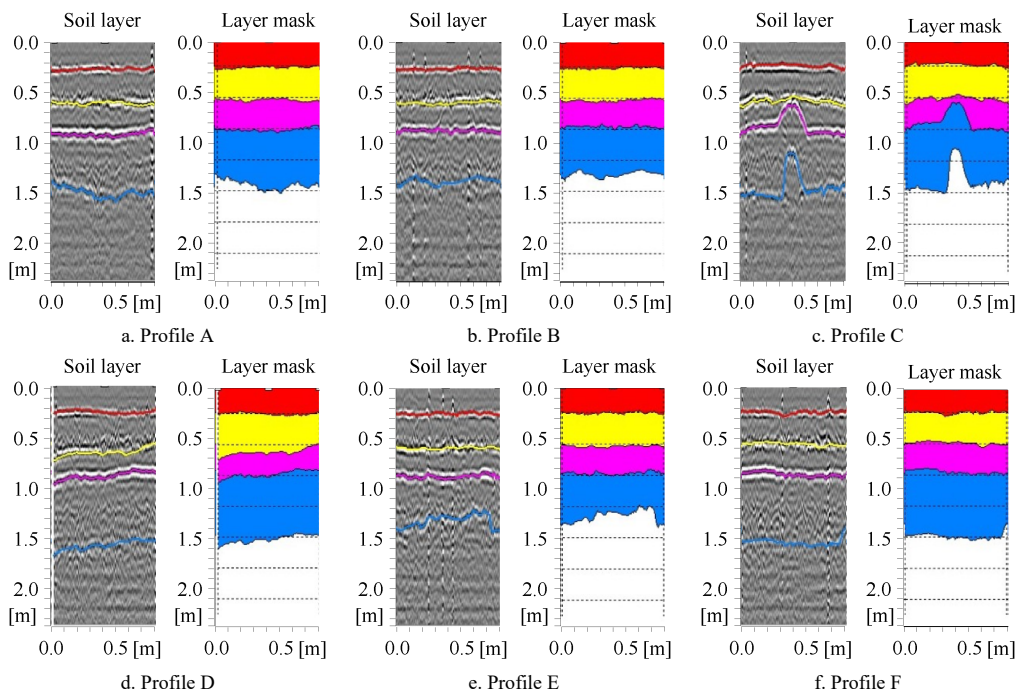 Soil layer Layer mask Soil layer Layer mask Soil layer Layer mask
0.0 0.0 0.0 0.0 0.0 0.0
0.5 0.5 0.5 0.5 0.5 0.5
1.0 1.0 1.0 1.0 1.0 1.0
1.5 1.5 1.5 1.5 1.5 1.5
2.0 2.0 2.0 2.0 2.0 2.0
[m] [m] [m] [m] [m] [m]
0.0 0.5 [m] 0.0 0.5 [m] 0.0 0.5 [m] 0.0 0.5 [m] 0.0 0.5 [m] 0.0 0.5 [m]
a. Profile A b. Profile B c. Profile C
Soil layer Layer mask Soil layer Layer mask Soil layer Layer mask
0.0 0.0 0.0 0.0 0.0 0.0
0.5 0.5 0.5 0.5 0.5 0.5
1.0 1.0 1.0 1.0 1.0 1.0
1.5 1.5 1.5 1.5 1.5 1.5
2.0 2.0 2.0 2.0 2.0 2.0
[m] [m] [m] [m] [m] [m]
0.0 0.5 [m] 0.0 0.5 [m] 0.0 0.5 [m] 0.0 0.5 [m] 0.0 0.5 [m] 0.0 0.5 [m]
d. Profile D e. Profile E f. Profile F